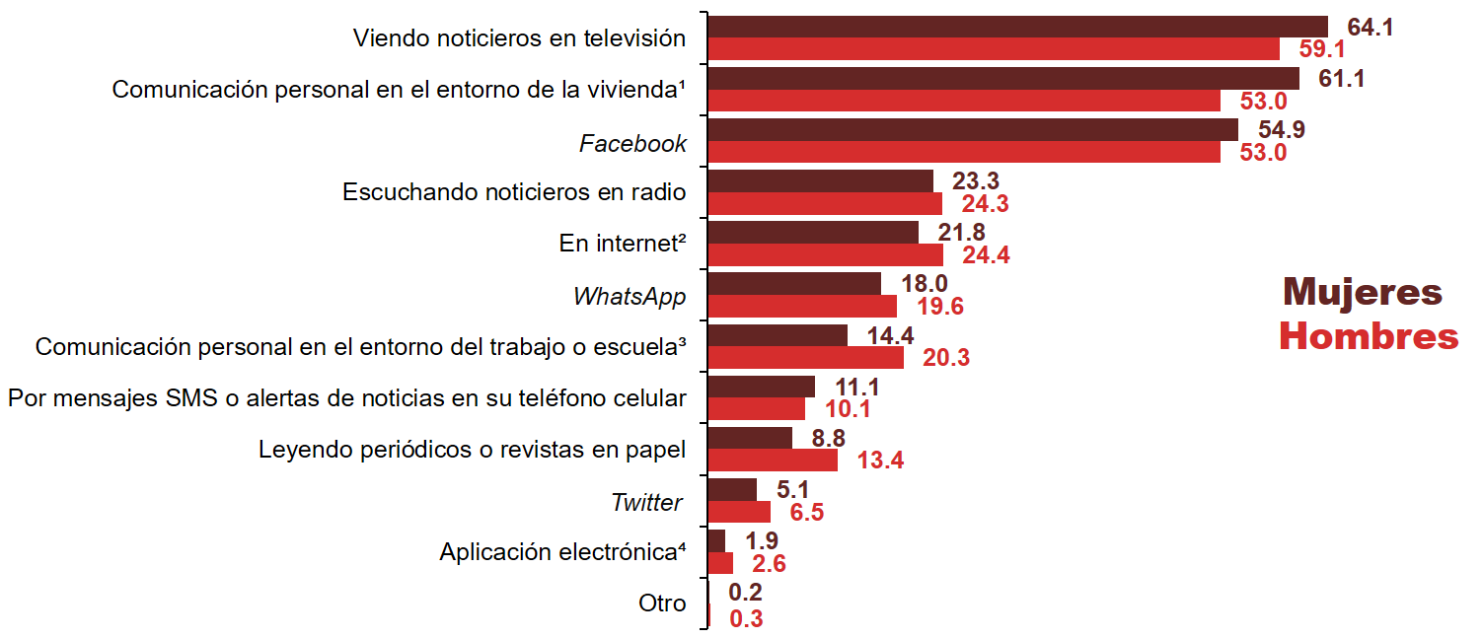 Viendo noticieros en televisión 64.1
59.1
Comunicación personal en el entorno de la vivienda¹ 61.1
53.0
Facebook 54.9
53.0
Escuchando noticieros en radio 23.3
24.3
En internet² 21.8
24.4
WhatsApp 18.0
19.6
Mujeres
Hombres
Comunicación personal en el entorno del trabajo o escuela³ 14.4
20.3
Por mensajes SMS o alertas de noticias en su teléfono celular 11.1
10.1
Leyendo periódicos o revistas en papel 8.8
13.4
Twitter 5.1
6.5
Aplicación electrónica⁴ 1.9
2.6
Otro 0.2
0.3